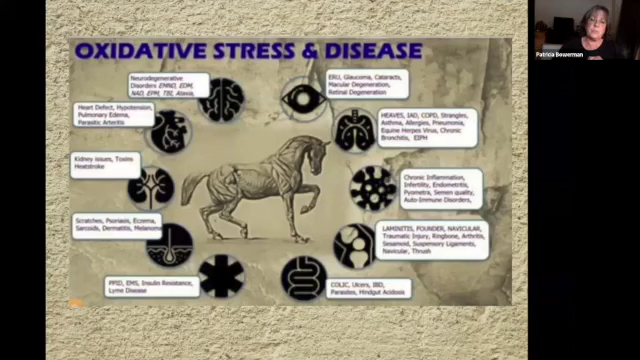 Patricia Bowerman
OXIDATIVE STRESS & DISEASE
Neurodegenerative
Disorders EMND, EDM,
NAD, EPM, TBI, Ataxia,
ERU, Glaucoma, Cataracts,
Macular Degeneration,
Retinal Degeneration
Heart Defect, Hypotension,
Pulmonary Edema,
Parasitic Arteritis
HEAVES, IAD, COPD, Strangles,
Asthma, Allergies, Pneumonia,
Equine Herpes Virus, Chronic
Bronchitis, EIPH
Kidney issues, Toxins
Heatstroke
Chronic Inflammation,
Infertility, Endometritis,
Pyometra, Semen quality,
Auto-Immune Disorders,
Scratches, Psoriasis, Eczema,
Sarcoids, Dermatitis, Melanoma
LAMINITIS, FOUNDER, NAVICULAR,
Traumatic Injury, Ringbone, Arthritis,
Sesamoid, Suspensory Ligaments,
Navicular, Thrush
PPID, EMS, Insulin Resistance,
Lyme Disease
COLIC, Ulcers, IBD,
Parasites, Hindgut Acidosis